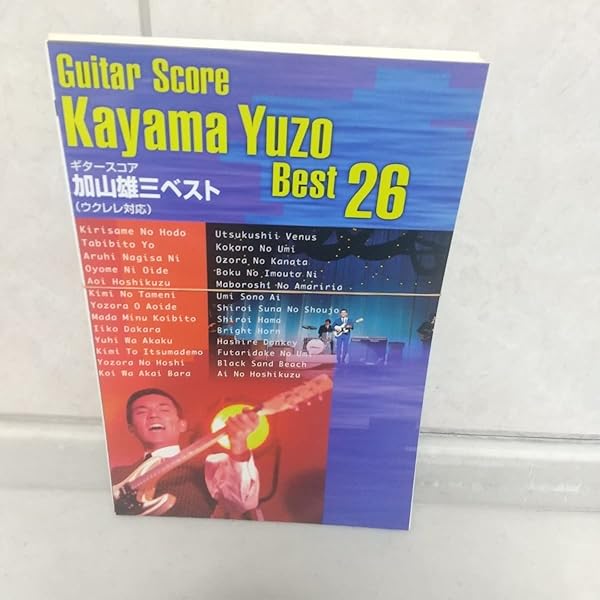 Guitar Score
Kayama Yuzo
Best 26
ギタースコア
加山雄三ベスト
(ウクレレ対応)
Kirisame No Hodo
Tabibito Yo
Aruhi Nagisa Ni
Oyome Ni Oide
Aoi Hoshikuzu
Kimi No Tameni
Yozora O Aoide
Mada Minu Koibito
Iiko Dakara
Yuhi Wa Akaku
Kimi To Itsumademo
Yozora No Hoshi
Koi Wa Akai Bara
Utsukushii Venus
Kokoro No Umi
Ozora No Kanata
Boku No Imouto Ni
Maboroshi No Amariria
Umi Sono Ai
Shiroi Suna No Shoujo
Shiroi Hama
Bright Horn
Hashire Donkey
Futaridake No Umi
Black Sand Beach
Ai No Hoshikuzu